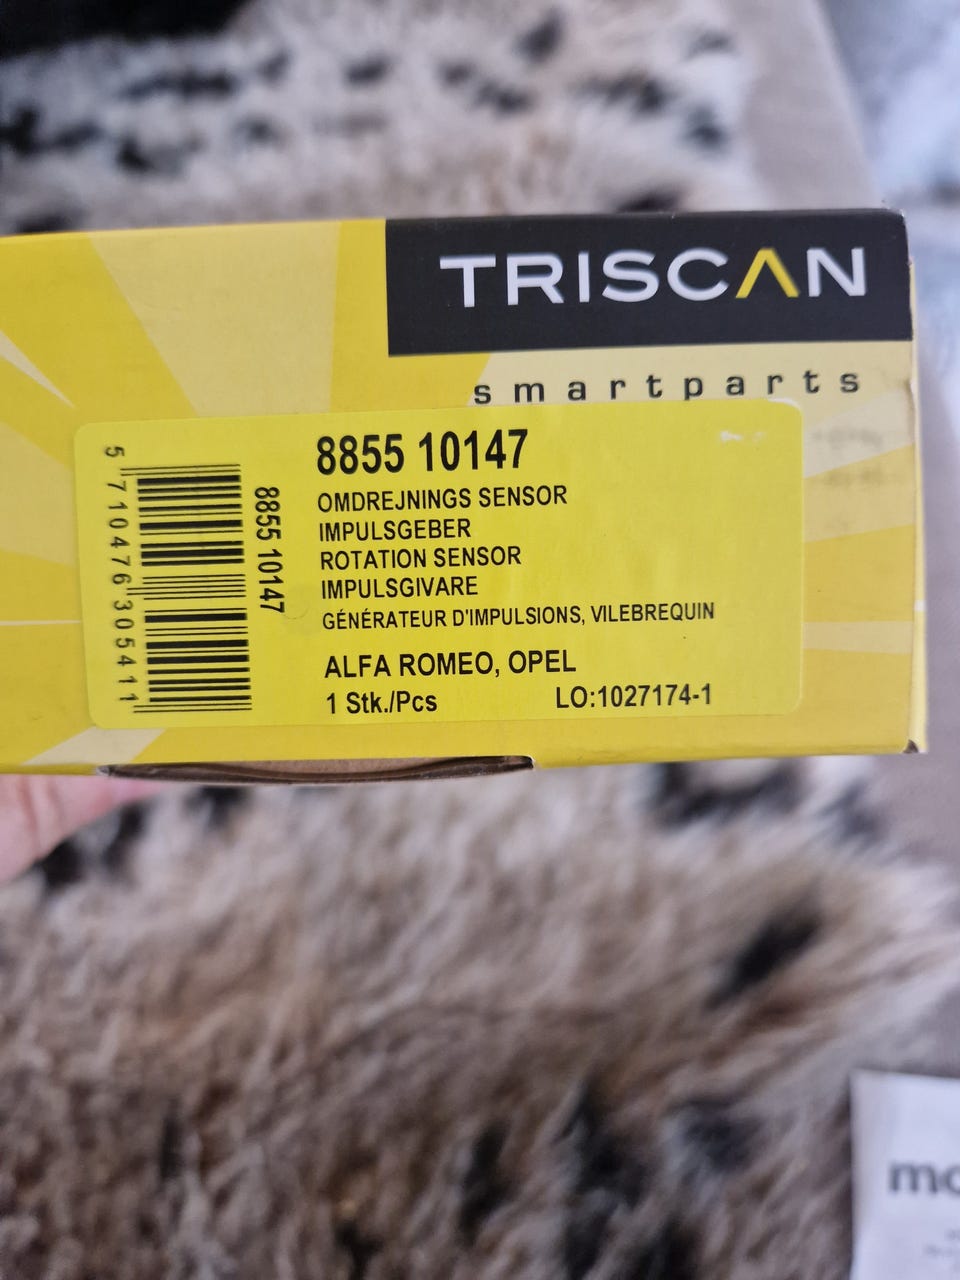 TRISCAN
smartparts
8855 10147
OMDREJNINGS SENSOR
IMPULSGEBER
ROTATION SENSOR
IMPULSGIVARE
GÉNÉRATEUR D'IMPULSIONS, VILEBREQUIN
ALFA ROMEO, OPEL
1 Stk./Pcs LO:1027174-1
8855 10147
5 710476 305411
mo